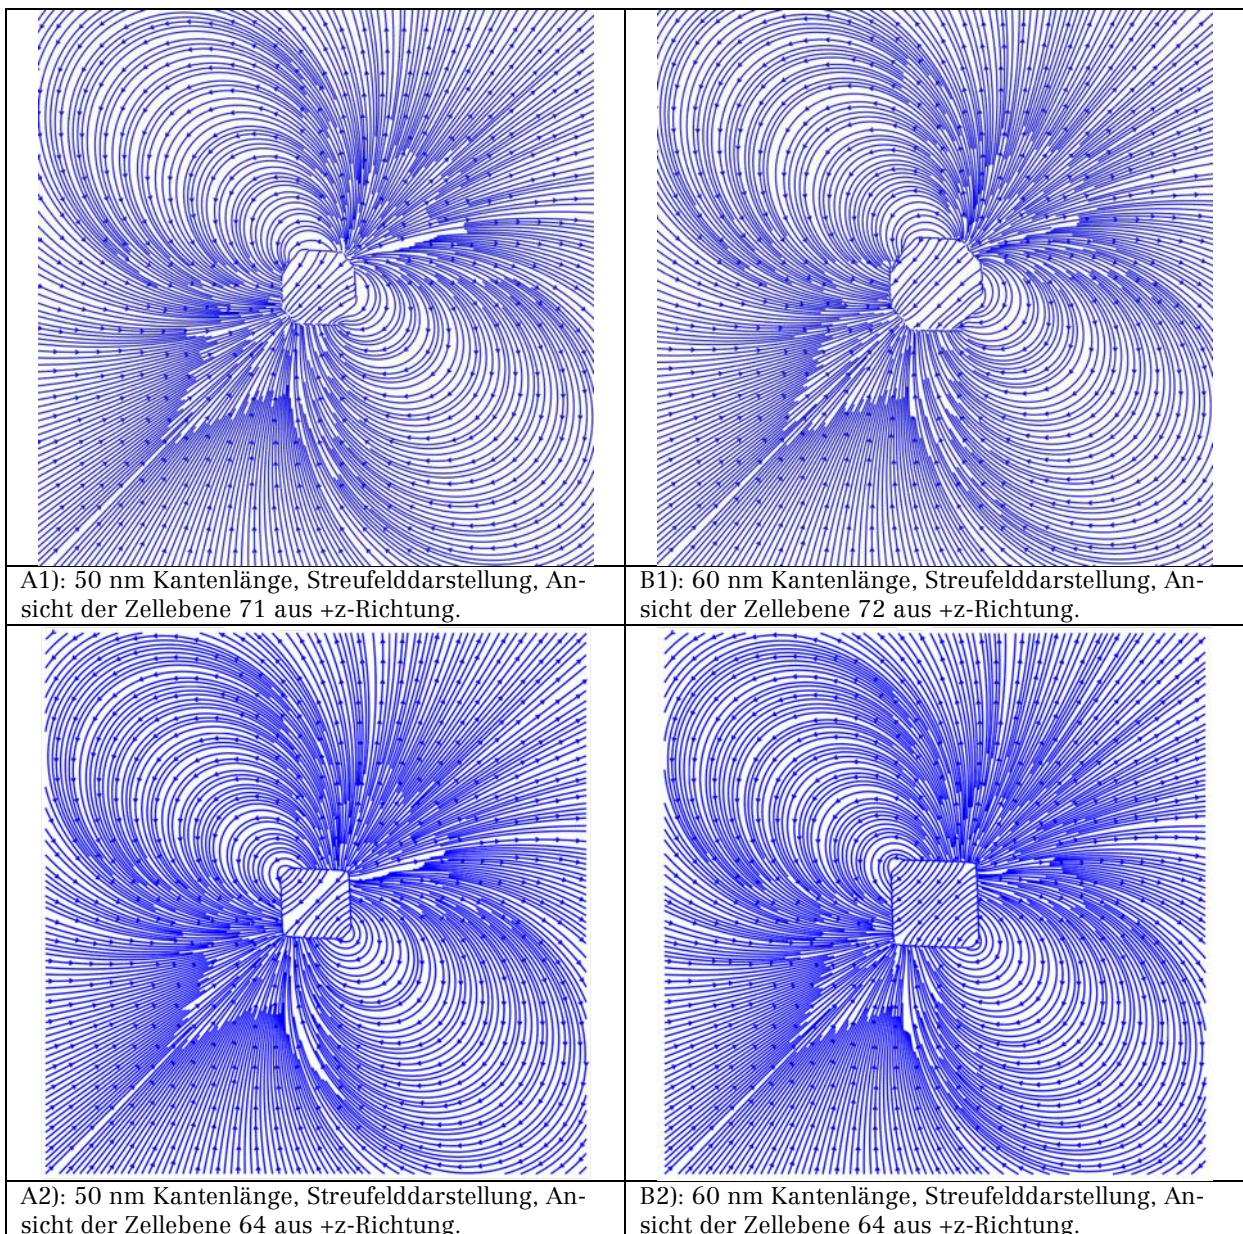 A1): 50 nm Kantenlänge, Streufelddarstellung, An-
sicht der Zellebene 71 aus +z-Richtung.
B1): 60 nm Kantenlänge, Streufelddarstellung, An-
sicht der Zellebene 72 aus +z-Richtung.
A2): 50 nm Kantenlänge, Streufelddarstellung, An-
sicht der Zellebene 64 aus +z-Richtung.
B2): 60 nm Kantenlänge, Streufelddarstellung, An-
sicht der Zellebene 64 aus +z-Richtung.